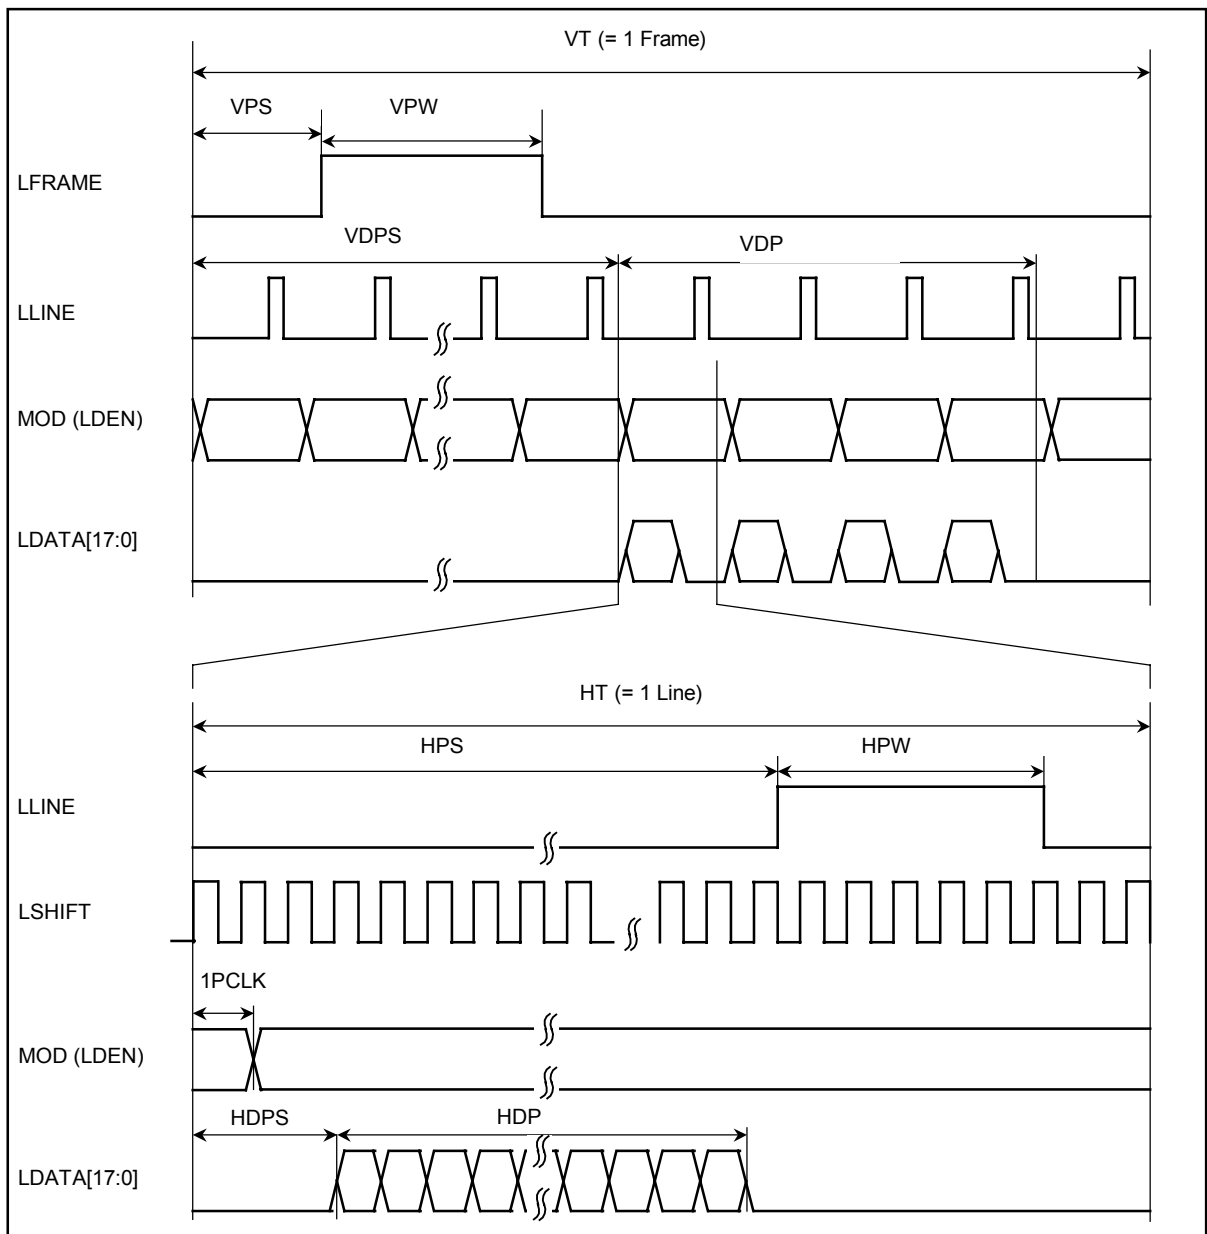 VT (= 1 Frame)
VPS
VPW
LFRAME
VDPS
VDP
LLINE
MOD (LDEN)
LDATA[17:0]
HT (= 1 Line)
HPS
HPW
LLINE
LSHIFT
1PCLK
MOD (LDEN)
HDPS
HDP
LDATA[17:0]